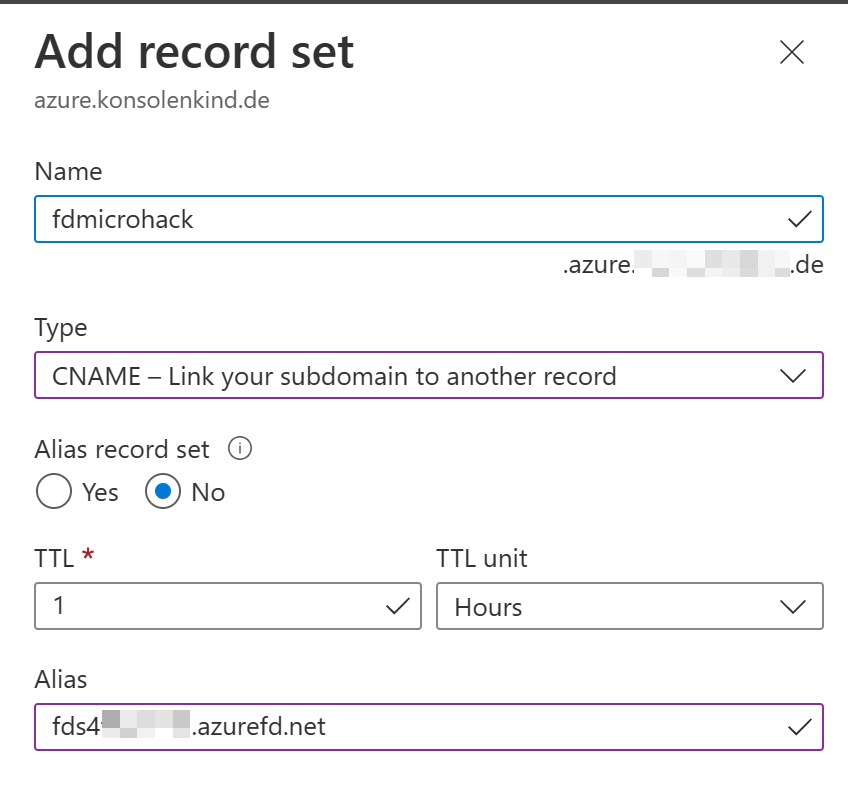 Add record set
azure.konsolenkind.de
Name
fdmicrohack
.azure. .de
Type
CNAME – Link your subdomain to another record
Alias record set
Yes No
TTL * TTL unit
1 Hours
Alias
fds4 .azurefd.net